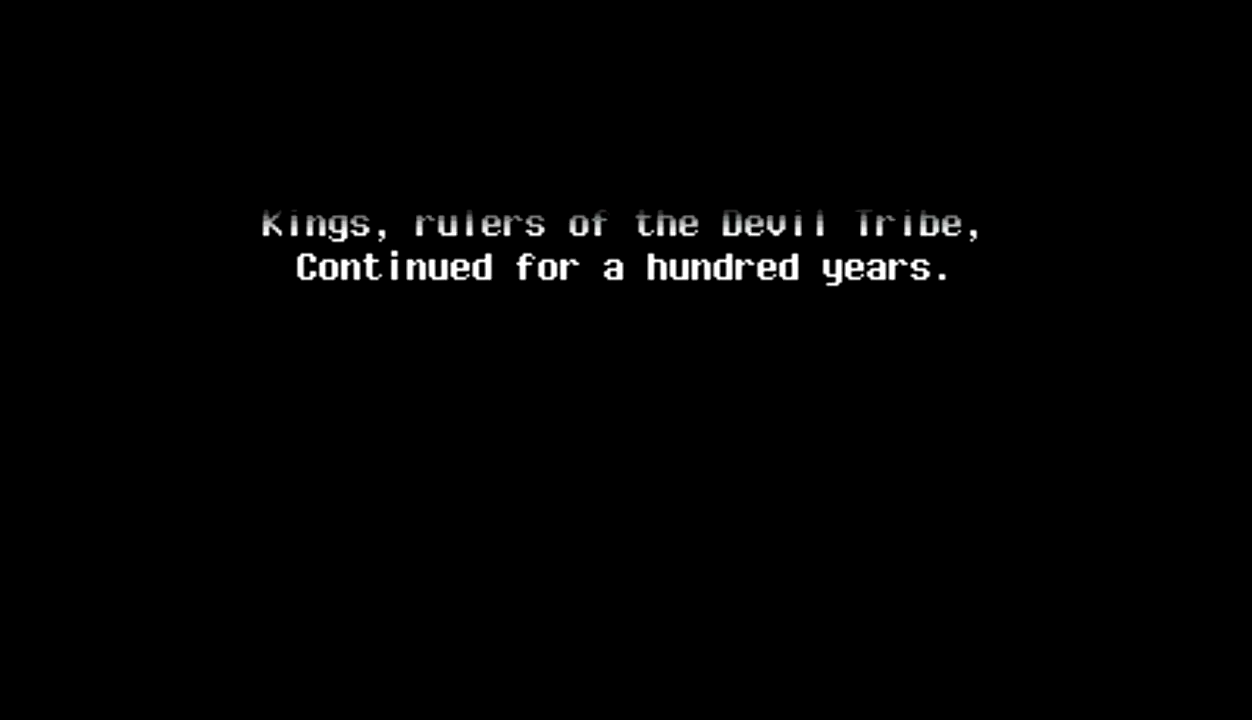 Kings, rulers of the Devil Tribe,
Continued for a hundred years.